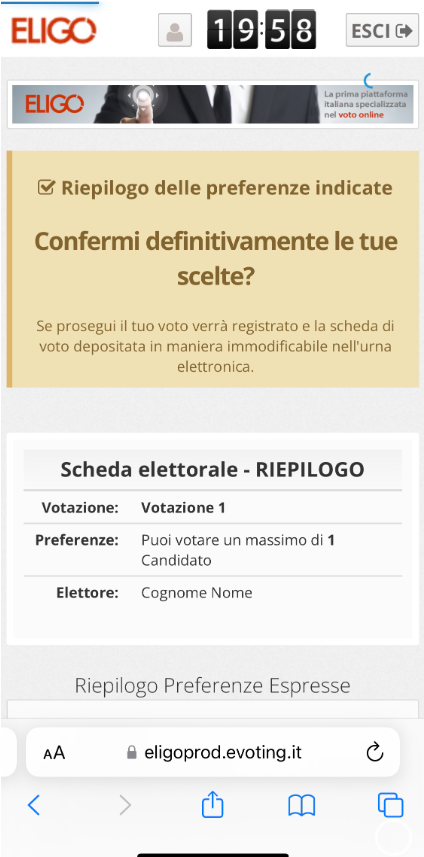 ELIGO
19:58
ESCI
ELIGO
La prima piattaforma
italiana specializzata
nel voto online
Riepilogo delle preferenze indicate
Confermi definitivamente le tue
scelte?
Se prosegui il tuo voto verrà registrato e la scheda di
voto depositata in maniera immodificabile nell'urna
elettronica.
Scheda elettorale - RIEPILOGO
Votazione: Votazione 1
Preferenze: Puoi votare un massimo di 1
Candidato
Elettore: Cognome Nome
Riepilogo Preferenze Espresse
AA eligoprod.evoting.it